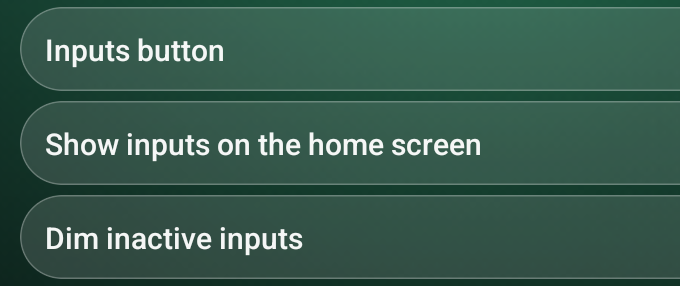 Inputs button
Show inputs on the home screen
Dim inactive inputs